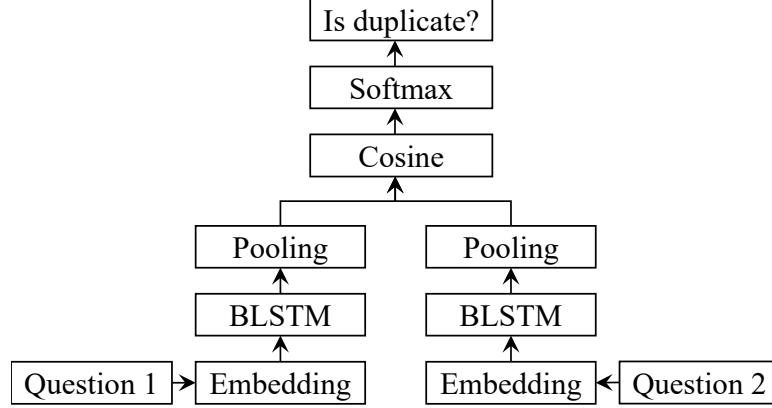 Is duplicate?
Softmax
Cosine
Pooling Pooling
BLSTM BLSTM
Question 1 Embedding Embedding Question 2